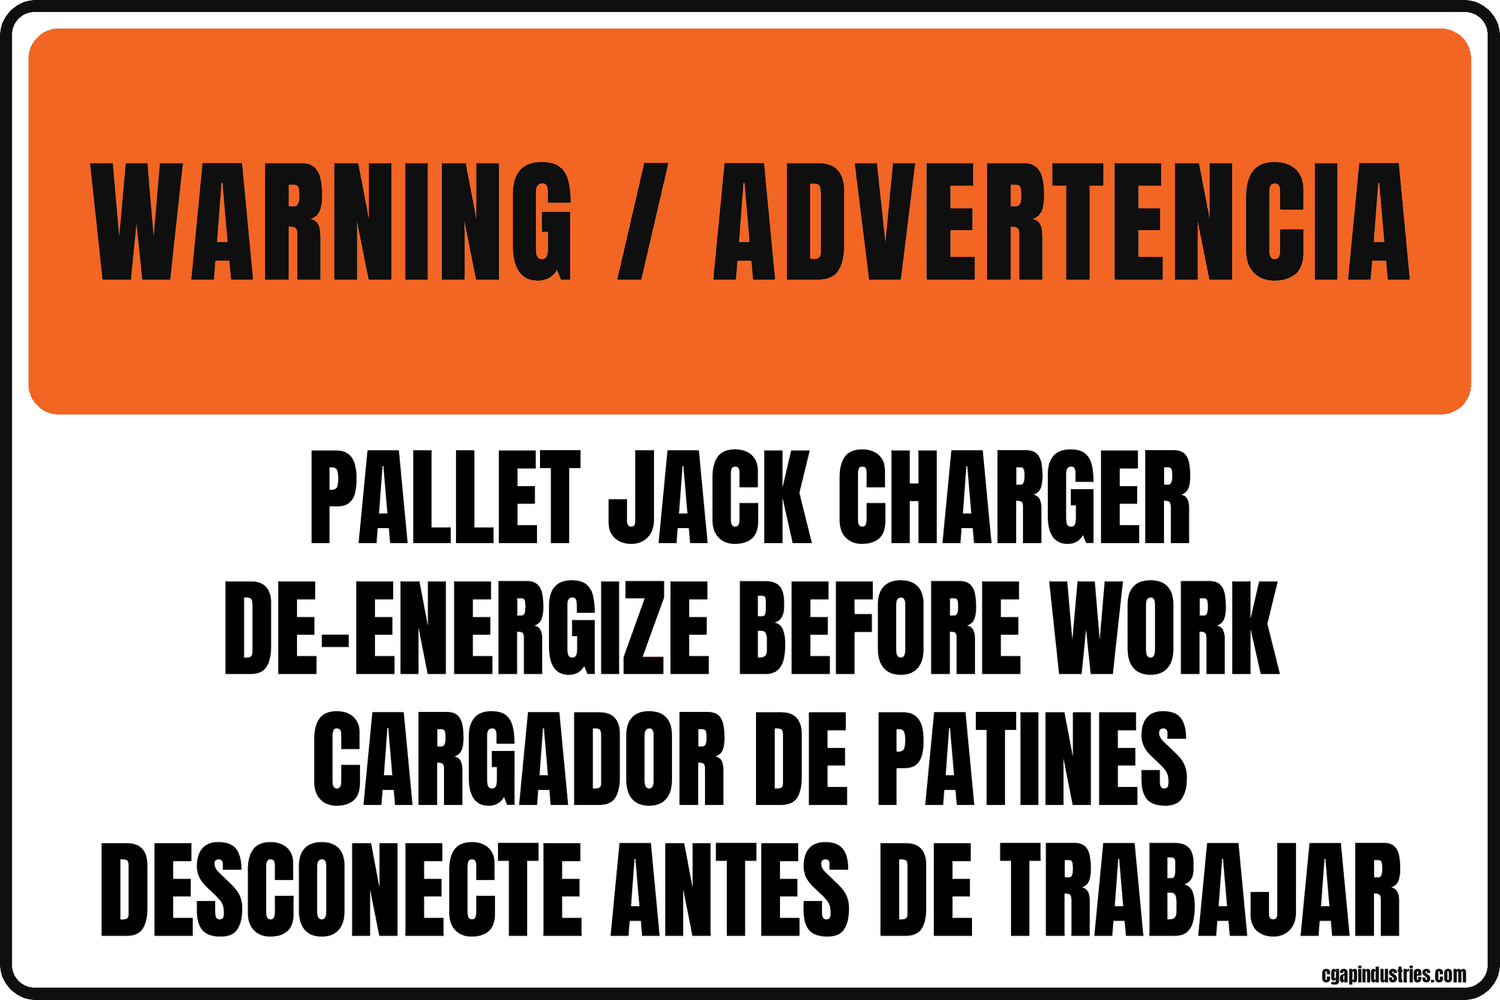 WARNING / ADVERTENCIA
PALLET JACK CHARGER
DE-ENERGIZE BEFORE WORK
CARGADOR DE PATINES
DESCONECTE ANTES DE TRABAJAR
cgapindustries.com